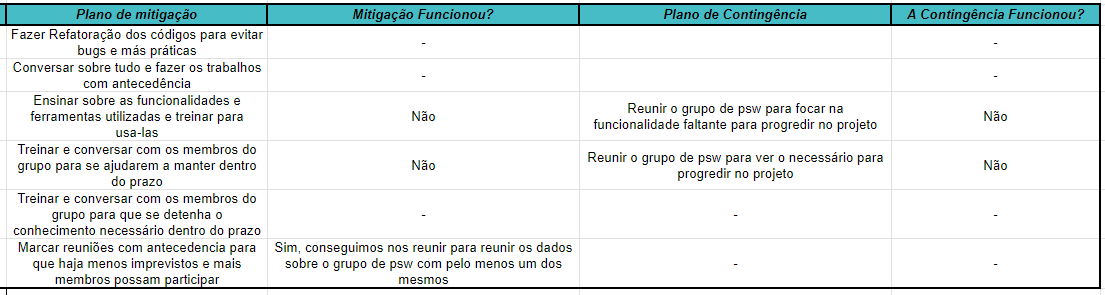 Plano de mitigação Mitigação Funcionou? Plano de Contingência A Contingência Funcionou?
Fazer Refatoração dos códigos para evitar
bugs e más práticas
-
-
Conversar sobre tudo e fazer os trabalhos
com antecedência
-
-
Ensinar sobre as funcionalidades e
ferramentas utilizadas e treinar para
usa-las
Não
Reunir o grupo de psw para focar na
funcionalidade faltante para progredir no projeto
Não
Treinar e conversar com os membros do
grupo para se ajudarem a manter dentro
do prazo
Não
Reunir o grupo de psw para ver o necessário para
progredir no projeto
Não
Treinar e conversar com os membros do
grupo para que se detenha o
conhecimento necessário dentro do prazo
-
-
-
Marcar reuniões com antecedencia para
que haja menos imprevistos e mais
membros possam participar
Sim, conseguimos nos reunir para reunir os dados
sobre o grupo de psw com pelo menos um dos
mesmos
-
-